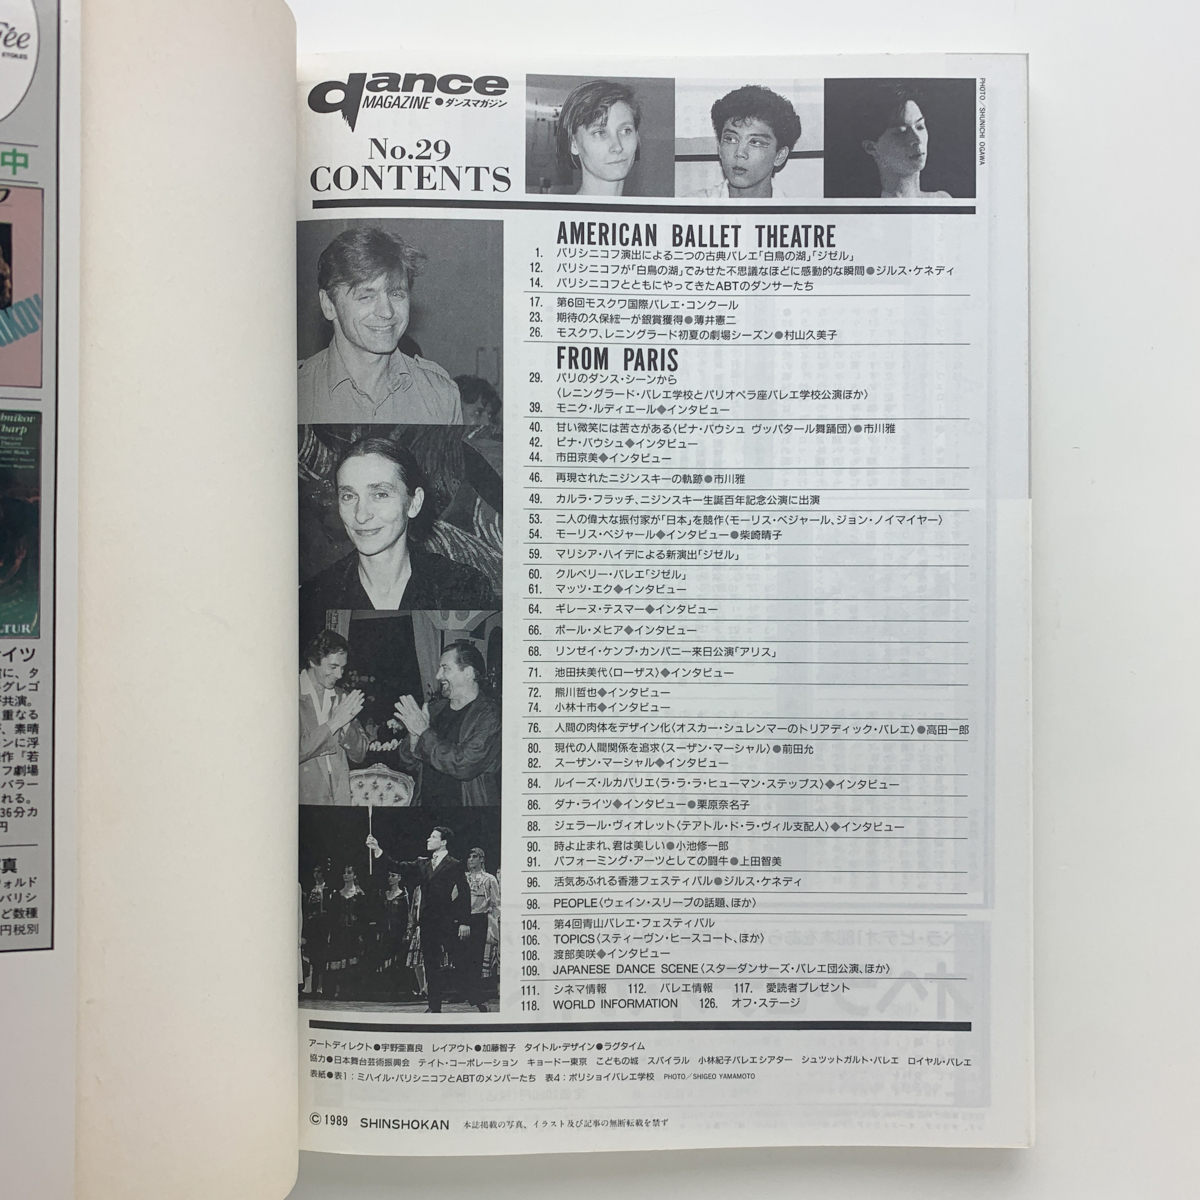 Fée
ETOILES
中
dance
MAGAZINE●ダンスマガジン
No.29
CONTENTS
PHOTO／SHUNICHI OGAWA
AMERICAN BALLET THEATRE
1. バリシニコフ演出による二つの古典バレエ「白鳥の湖」「ジゼル」
12. バリシニコフが「白鳥の湖」でみせた不思議なほどに感動的な瞬間●ジルス・ケネディ
14. バリシニコフとともにやってきたABTのダンサーたち
17. 第6回モスクワ国際バレエ・コンクール
23. 期待の久保紘一が銀賞獲得●薄井憲二
26. モスクワ、レニングラード初夏の劇場シーズン●村山久美子
FROM PARIS
29. パリのダンス・シーンから
〈レニングラード・バレエ学校とパリオペラ座バレエ学校公演ほか〉
39. モニク・ルディエール◆インタビュー
40. 甘い微笑には苦さがある〈ピナ・バウシュ ヴッパタール舞踊団〉●市川雅
42. ピナ・バウシュ◆インタビュー
44. 市田京美◆インタビュー
46. 再現されたニジンスキーの軌跡●市川雅
49. カルラ・フラッチ、ニジンスキー生誕百年記念公演に出演
53. 二人の偉大な振付家が「日本」を競作〈モーリス・ベジャール、ジョン・ノイマイヤー〉
54. モーリス・ベジャール◆インタビュー●柴崎晴子
59. マリシア・ハイデによる新演出「ジゼル」
60. クルベリー・バレエ「ジゼル」
61. マッツ・エク◆インタビュー
64. ギレーヌ・テスマー◆インタビュー
66. ポール・メヒア◆インタビュー
68. リンゼイ・ケンプ・カンパニー来日公演「アリス」
71. 池田扶美代〈ローザス〉◆インタビュー
72. 熊川哲也◆インタビュー
74. 小林十市◆インタビュー
76. 人間の肉体をデザイン化〈オスカー・シュレンマーのトリアディック・バレエ〉●高田一郎
80. 現代の人間関係を追求〈スーザン・マーシャル〉●前田允
82. スーザン・マーシャル◆インタビュー
84. ルイーズ・ルカバリエ〈ラ・ラ・ラ・ヒューマン・ステップス〉◆インタビュー
86. ダナ・ライツ◆インタビュー●栗原奈名子
88. ジェラール・ヴィオレット〈テアトル・ド・ラ・ヴィル支配人〉◆インタビュー
90. 時よ止まれ、君は美しい●小池修一郎
91. パフォーミング・アーツとしての闘牛●上田智美
96. 活気あふれる香港フェスティバル●ジルス・ケネディ
98. PEOPLE〈ウェイン・スリープの話題、ほか〉
104. 第4回青山バレエ・フェスティバル
106. TOPICS〈スティーヴン・ヒースコート、ほか〉
108. 渡部美咲◆インタビュー
109. JAPANESE DANCE SCENE〈スターダンサーズ・バレエ団公演、ほか〉
111. シネマ情報 112. バレエ情報 117. 愛読者プレゼント
118. WORLD INFORMATION 126. オフ・ステージ
アートディレクト●宇野亜喜良 レイアウト●加藤智子 タイトル・デザイン●ラグタイム
協力●日本舞台芸術振興会 テイト・コーポレーション キョードー東京 こどもの城 スパイラル 小林紀子バレエシアター シュツットガルト・バレエ ロイヤル・バレエ
表紙●表1：ミハイル・バリシニコフとABTのメンバーたち 表4：ボリショイバレエ学校 PHOTO／SHIGEO YAMAMOTO
©1989 SHINSHOKAN 本誌掲載の写真、イラスト及び記事の無断転載を禁ず